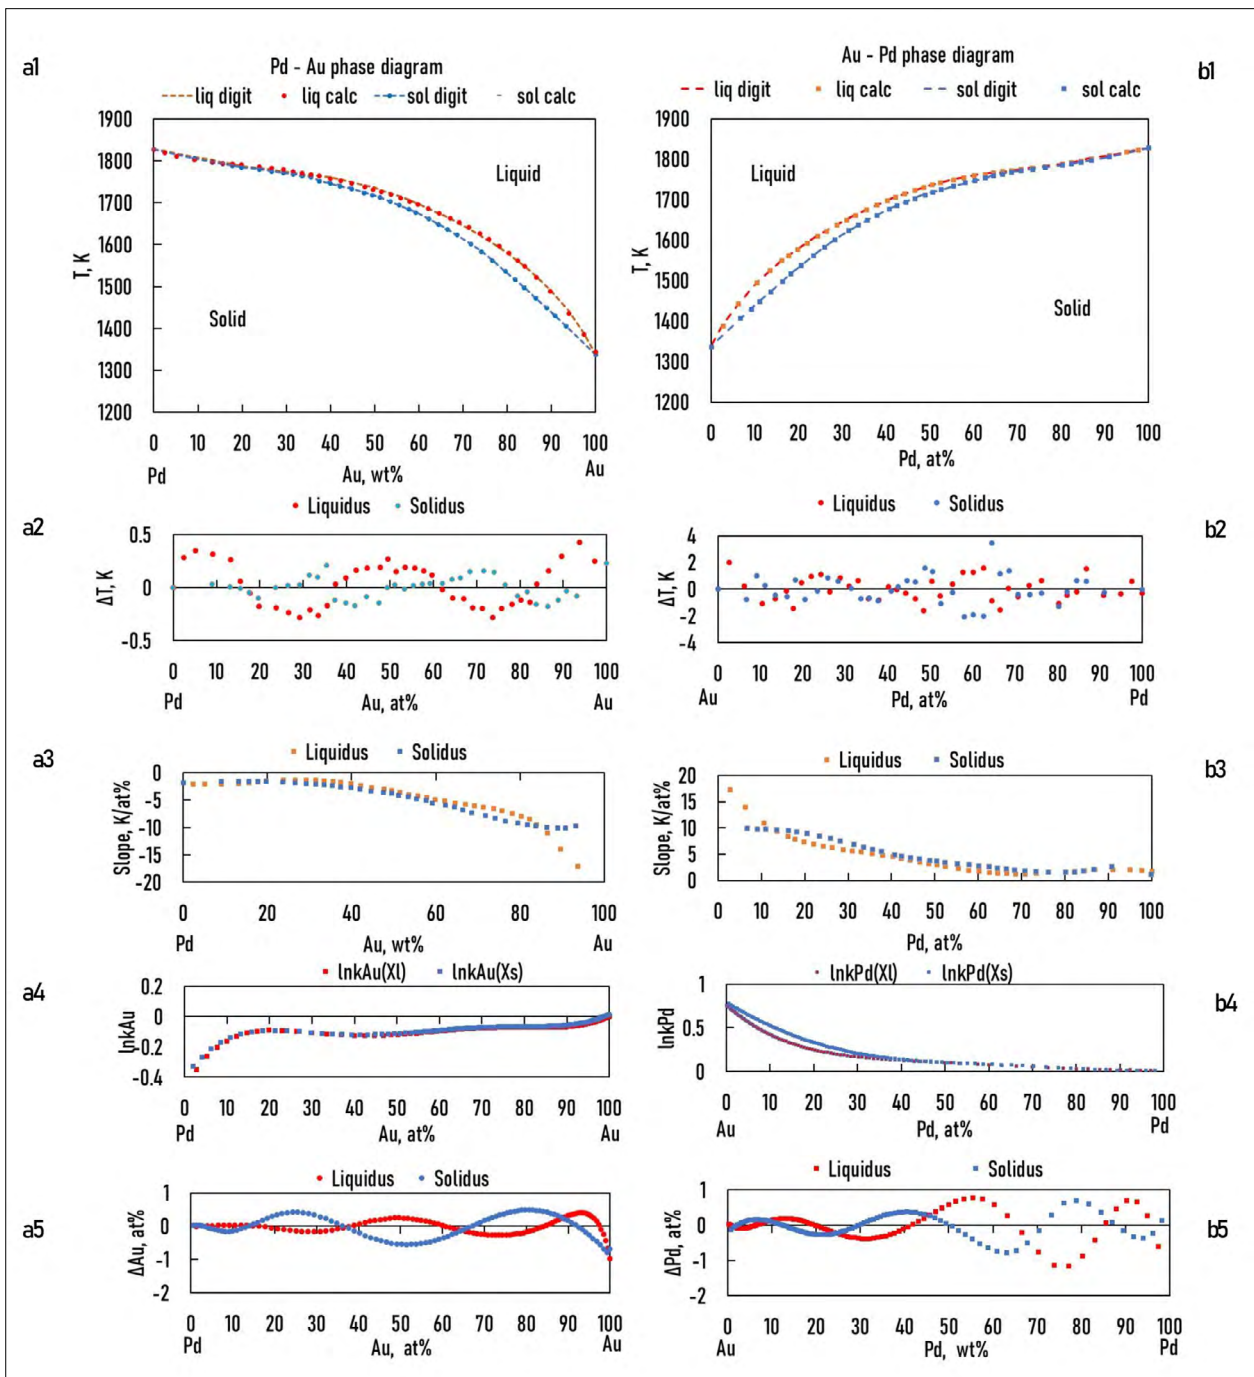 a1
Pd - Au phase diagram
liq digit liq calc sol digit sol calc
1900
1800
1700
1600
1500
1400
1300
1200
T, K
Liquid
Solid
0 10 20 30 40 50 60 70 80 90 100
Pd Au, wt% Au
b1
Au - Pd phase diagram
liq digit liq calc sol digit sol calc
1900
1800
1700
1600
1500
1400
1300
1200
T, K
Liquid
Solid
0 10 20 30 40 50 60 70 80 90 100
Pd, at%
a2
Liquidus Solidus
0.5
0
-0.5
ΔT, K
0 10 20 30 40 50 60 70 80 90 100
Pd Au, at% Au
b2
Liquidus Solidus
4
2
0
-2
-4
ΔT, K
0 10 20 30 40 50 60 70 80 90 100
Au Pd, at% Pd
a3
Liquidus Solidus
0
-5
-10
-15
-20
Slope, K/at%
0 20 40 60 80 100
Pd Au, wt% Au
b3
Liquidus Solidus
20
15
10
5
0
Slope, K/at%
0 10 20 30 40 50 60 70 80 90 100
Pd, at%
a4
lnkAu(Xl) lnkAu(Xs)
0.2
0
-0.2
-0.4
lnkAu
0 10 20 30 40 50 60 70 80 90 100
Pd Au, at% Au
b4
lnkPd(Xl) lnkPd(Xs)
1
0.5
0
lnkPd
0 10 20 30 40 50 60 70 80 90 100
Au Pd, at% Pd
a5
Liquidus Solidus
1
0
-1
-2
ΔAu, at%
0 10 20 30 40 50 60 70 80 90 100
Pd Au, at% Au
b5
Liquidus Solidus
1
0
-1
-2
ΔPd, at%
0 10 20 30 40 50 60 70 80 90 100
Au Pd, wt% Pd